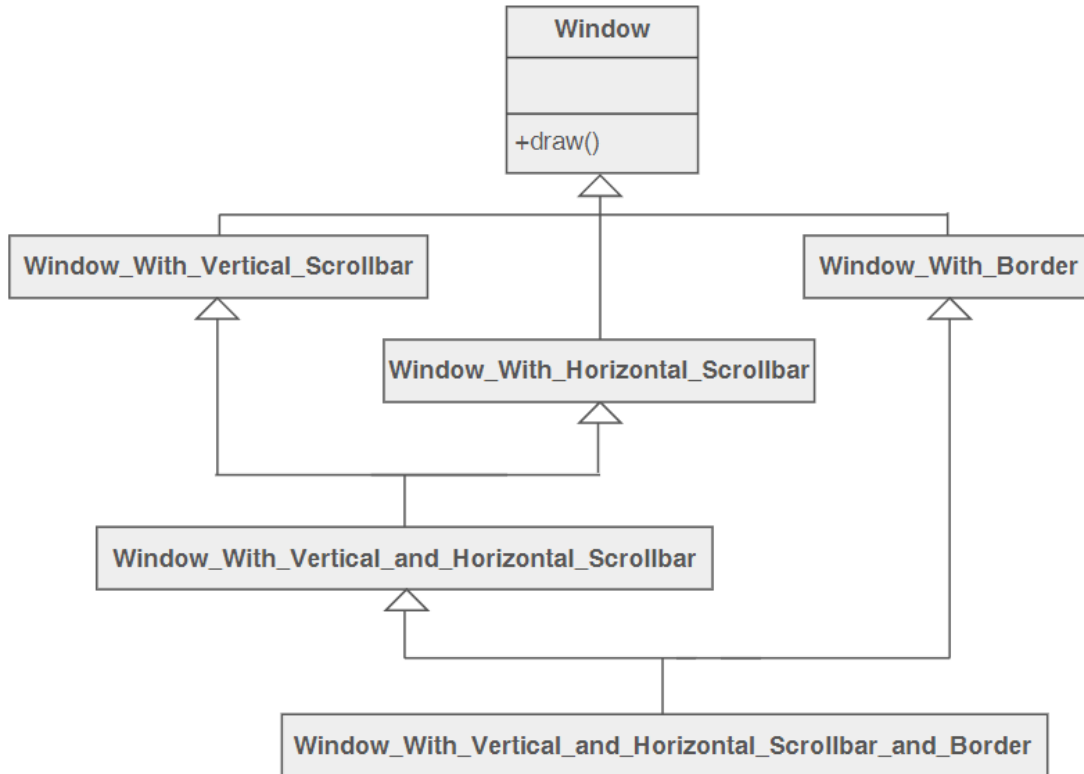 Window
+draw()
Window_With_Vertical_Scrollbar
Window_With_Border
Window_With_Horizontal_Scrollbar
Window_With_Vertical_and_Horizontal_Scrollbar
Window_With_Vertical_and_Horizontal_Scrollbar_and_Border